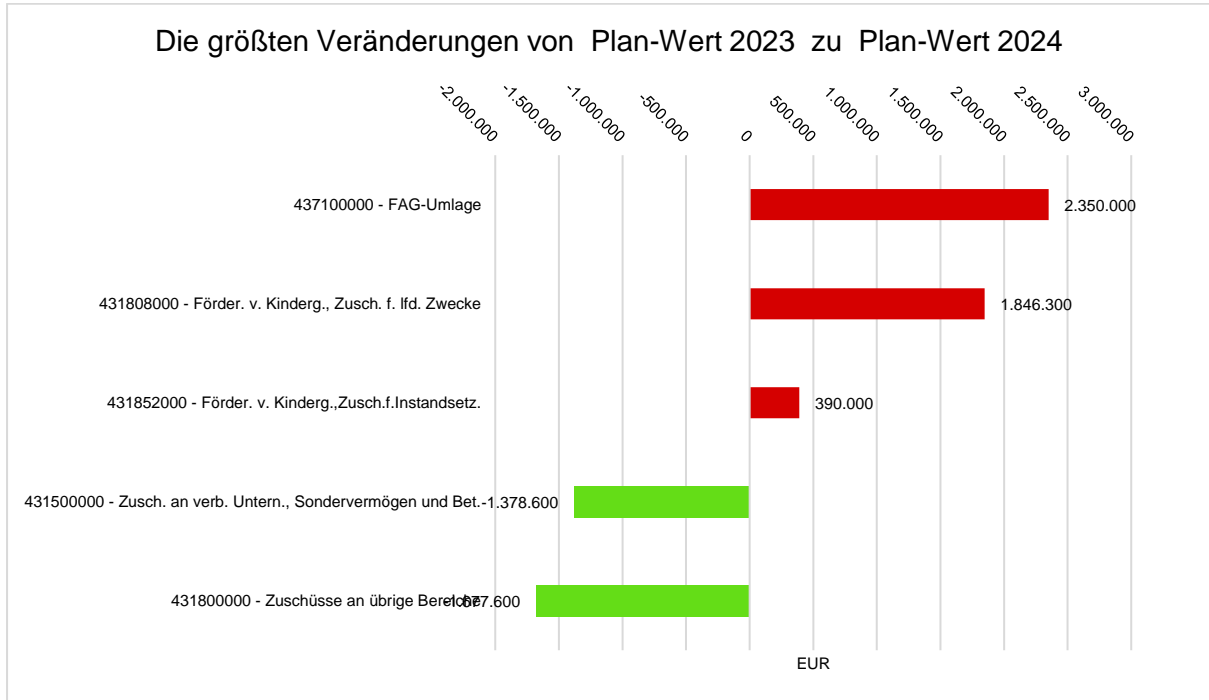 Die größten Veränderungen von Plan-Wert 2023 zu Plan-Wert 2024
-2.000.000
-1.500.000
-1.000.000
-500.000
0
500.000
1.000.000
1.500.000
2.000.000
2.500.000
3.000.000
437100000 - FAG-Umlage
2.350.000
431808000 - Förder. v. Kinderg., Zusch. f. lfd. Zwecke
1.846.300
431852000 - Förder. v. Kinderg.,Zusch.f.Instandsetz.
390.000
431500000 - Zusch. an verb. Untern., Sondervermögen und Bet.
-1.378.600
431800000 - Zuschüsse an übrige Bereiche
-1.677.600
EUR